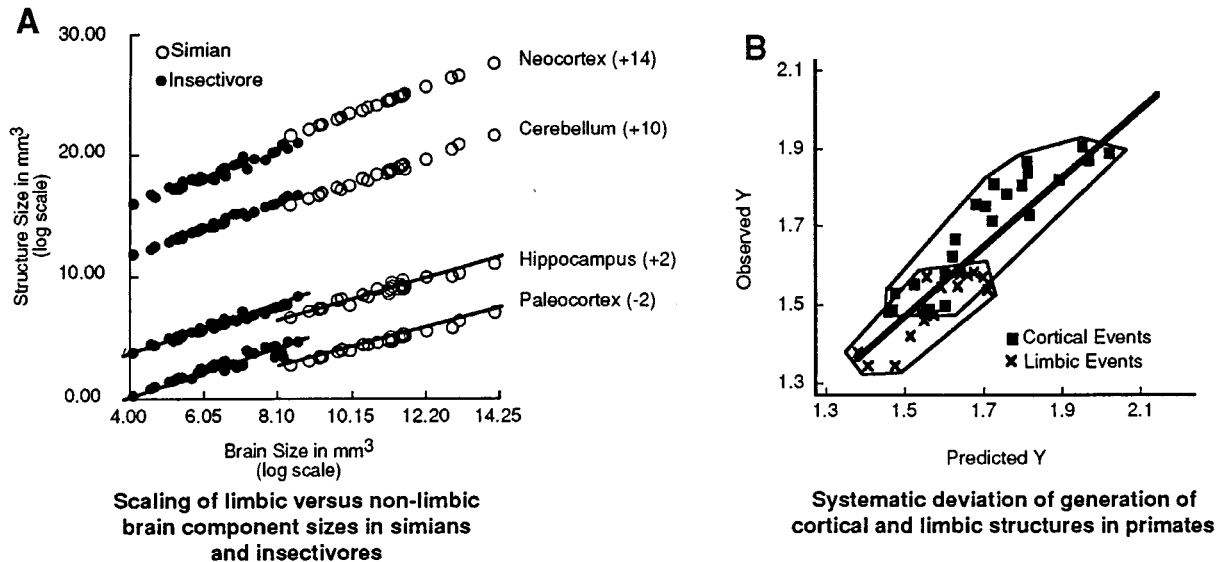 A
30.00
20.00
10.00
0.00
Structure Size in mm3
(log scale)
Simian
Insectivore
Neocortex (+14)
Cerebellum (+10)
Hippocampus (+2)
Paleocortex (-2)
4.00 6.05 8.10 10.15 12.20 14.25
Brain Size in mm3
(log scale)
Scaling of limbic versus non-limbic
brain component sizes in simians
and insectivores
B
2.1
1.9
1.7
1.5
1.3
Observed Y
Cortical Events
Limbic Events
1.3 1.5 1.7 1.9 2.1
Predicted Y
Systematic deviation of generation of
cortical and limbic structures in primates